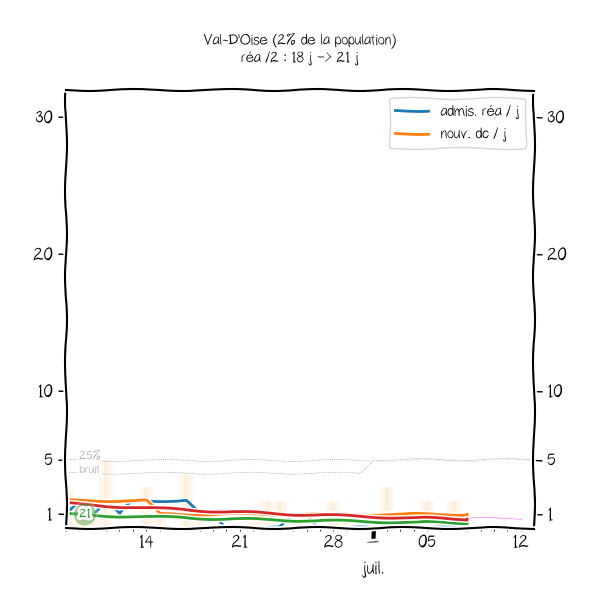 Val-D'Oise (2% de la population)
réa /2 : 18 j -> 21 j
admis. réa / j
nouv. dc / j
30
30
20
20
10
10
25%
5
5
bruit
21
1
1
14
21
28
05
12
juil.